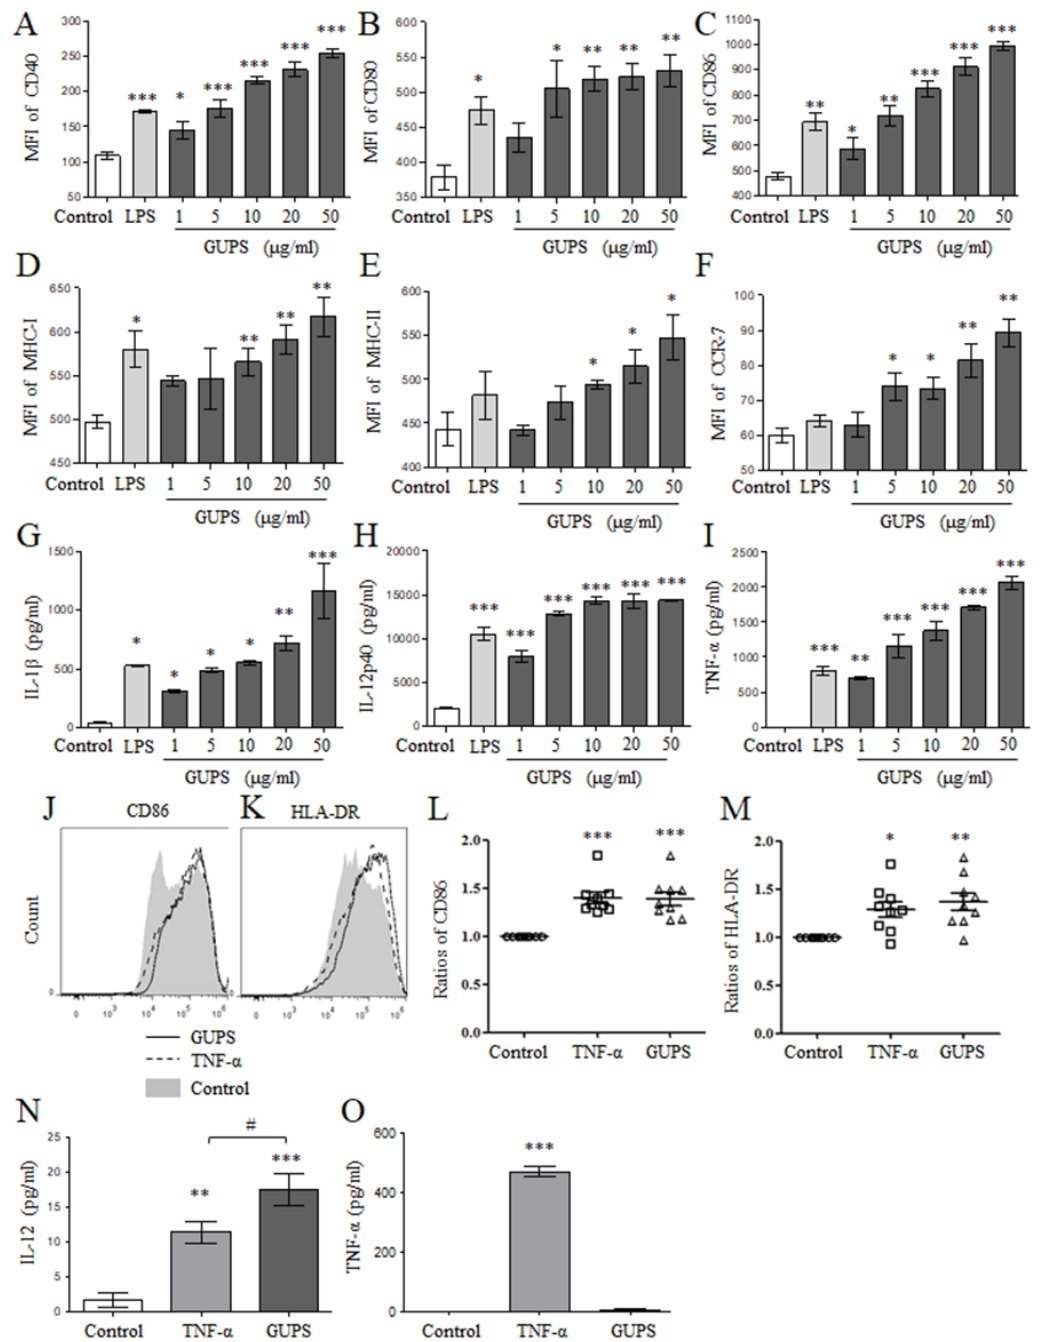 A
MFI of CD40
300
250
200
150
100
50
*** * *** *** *** ***
Control LPS 1 5 10 20 50
GUPS (μg/ml)
B
MFI of CD80
600
550
500
450
400
350
* * ** ** **
Control LPS 1 5 10 20 50
GUPS (μg/ml)
C
MFI of CD86
1100
1000
900
800
700
600
500
400
** * ** *** *** ***
Control LPS 1 5 10 20 50
GUPS (μg/ml)
D
MFI of MHC-I
650
600
550
500
450
* ** ** **
Control LPS 1 5 10 20 50
GUPS (μg/ml)
E
MFI of MHC-II
600
550
500
450
400
* * *
Control LPS 1 5 10 20 50
GUPS (μg/ml)
F
MFI of CCR-7
100
90
80
70
60
50
* * ** **
Control LPS 1 5 10 20 50
GUPS (μg/ml)
G
IL-1β (pg/ml)
1500
1000
500
0
* * * * ** ***
Control LPS 1 5 10 20 50
GUPS (μg/ml)
H
IL-12p40 (pg/ml)
20000
15000
10000
5000
0
*** *** *** *** *** ***
Control LPS 1 5 10 20 50
GUPS (μg/ml)
I
TNF-α (pg/ml)
2500
2000
1500
1000
500
0
*** ** *** *** *** ***
Control LPS 1 5 10 20 50
GUPS (μg/ml)
J
CD86
Count
0
0 10³ 10⁴ 10⁵ 10⁶
K
HLA-DR
0
0 10³ 10⁴ 10⁵ 10⁶
GUPS
TNF-α
Control
L
Ratios of CD86
2.0
1.5
1.0
0.5
0.0
*** ***
Control TNF-α GUPS
M
Ratios of HLA-DR
2.0
1.5
1.0
0.5
0.0
* **
Control TNF-α GUPS
N
IL-12 (pg/ml)
25
20
15
10
5
0
#
** ***
Control TNF-α GUPS
O
TNF-α (pg/ml)
600
400
200
0
***
Control TNF-α GUPS